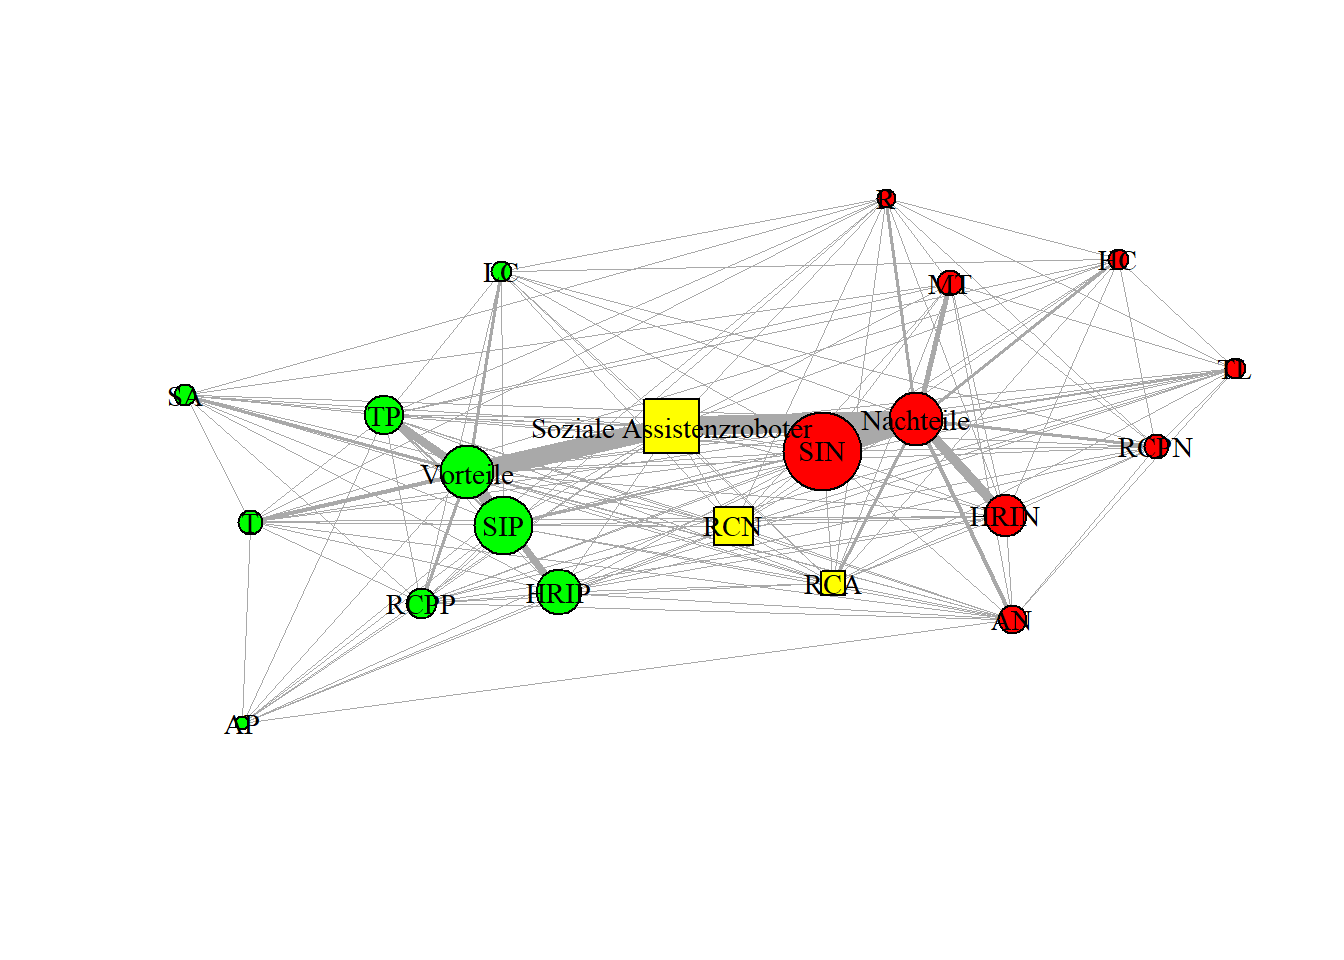 R
HC
LC
MT
TL
SA
TP
Nachteile
Soziale Assistenzroboter
SIN
RCPN
Vorteile
HRIN
I
SIP
RCN
RCA
HRIP
RCPP
AN
AP